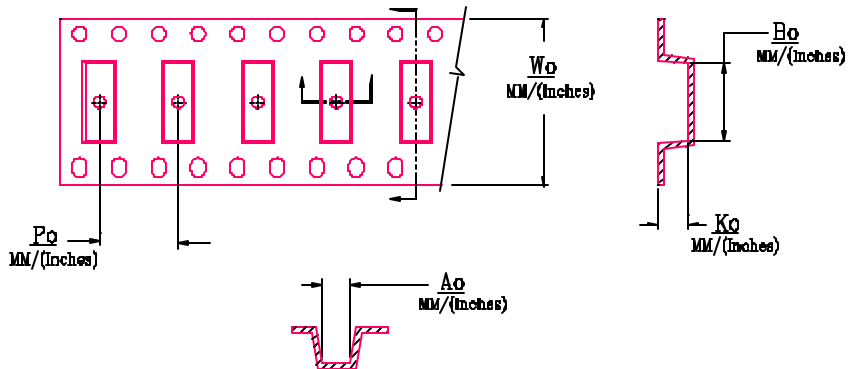 Wo
MM/(Inches)
Bo
MM/(Inches)
Po
MM/(Inches)
Ko
MM/(Inches)
Ao
MM/(Inches)